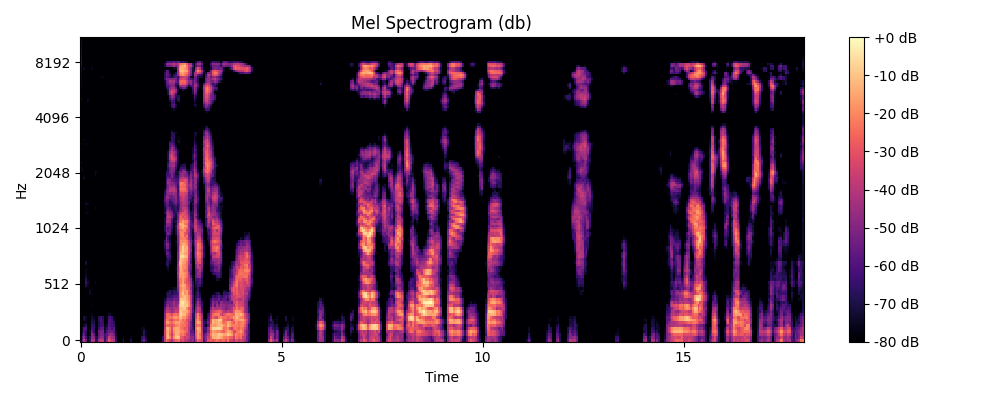 Mel Spectrogram (db)
8192
4096
2048
1024
512
0
Hz
0 5 10 15
Time
+0 dB
-10 dB
-20 dB
-30 dB
-40 dB
-50 dB
-60 dB
-70 dB
-80 dB